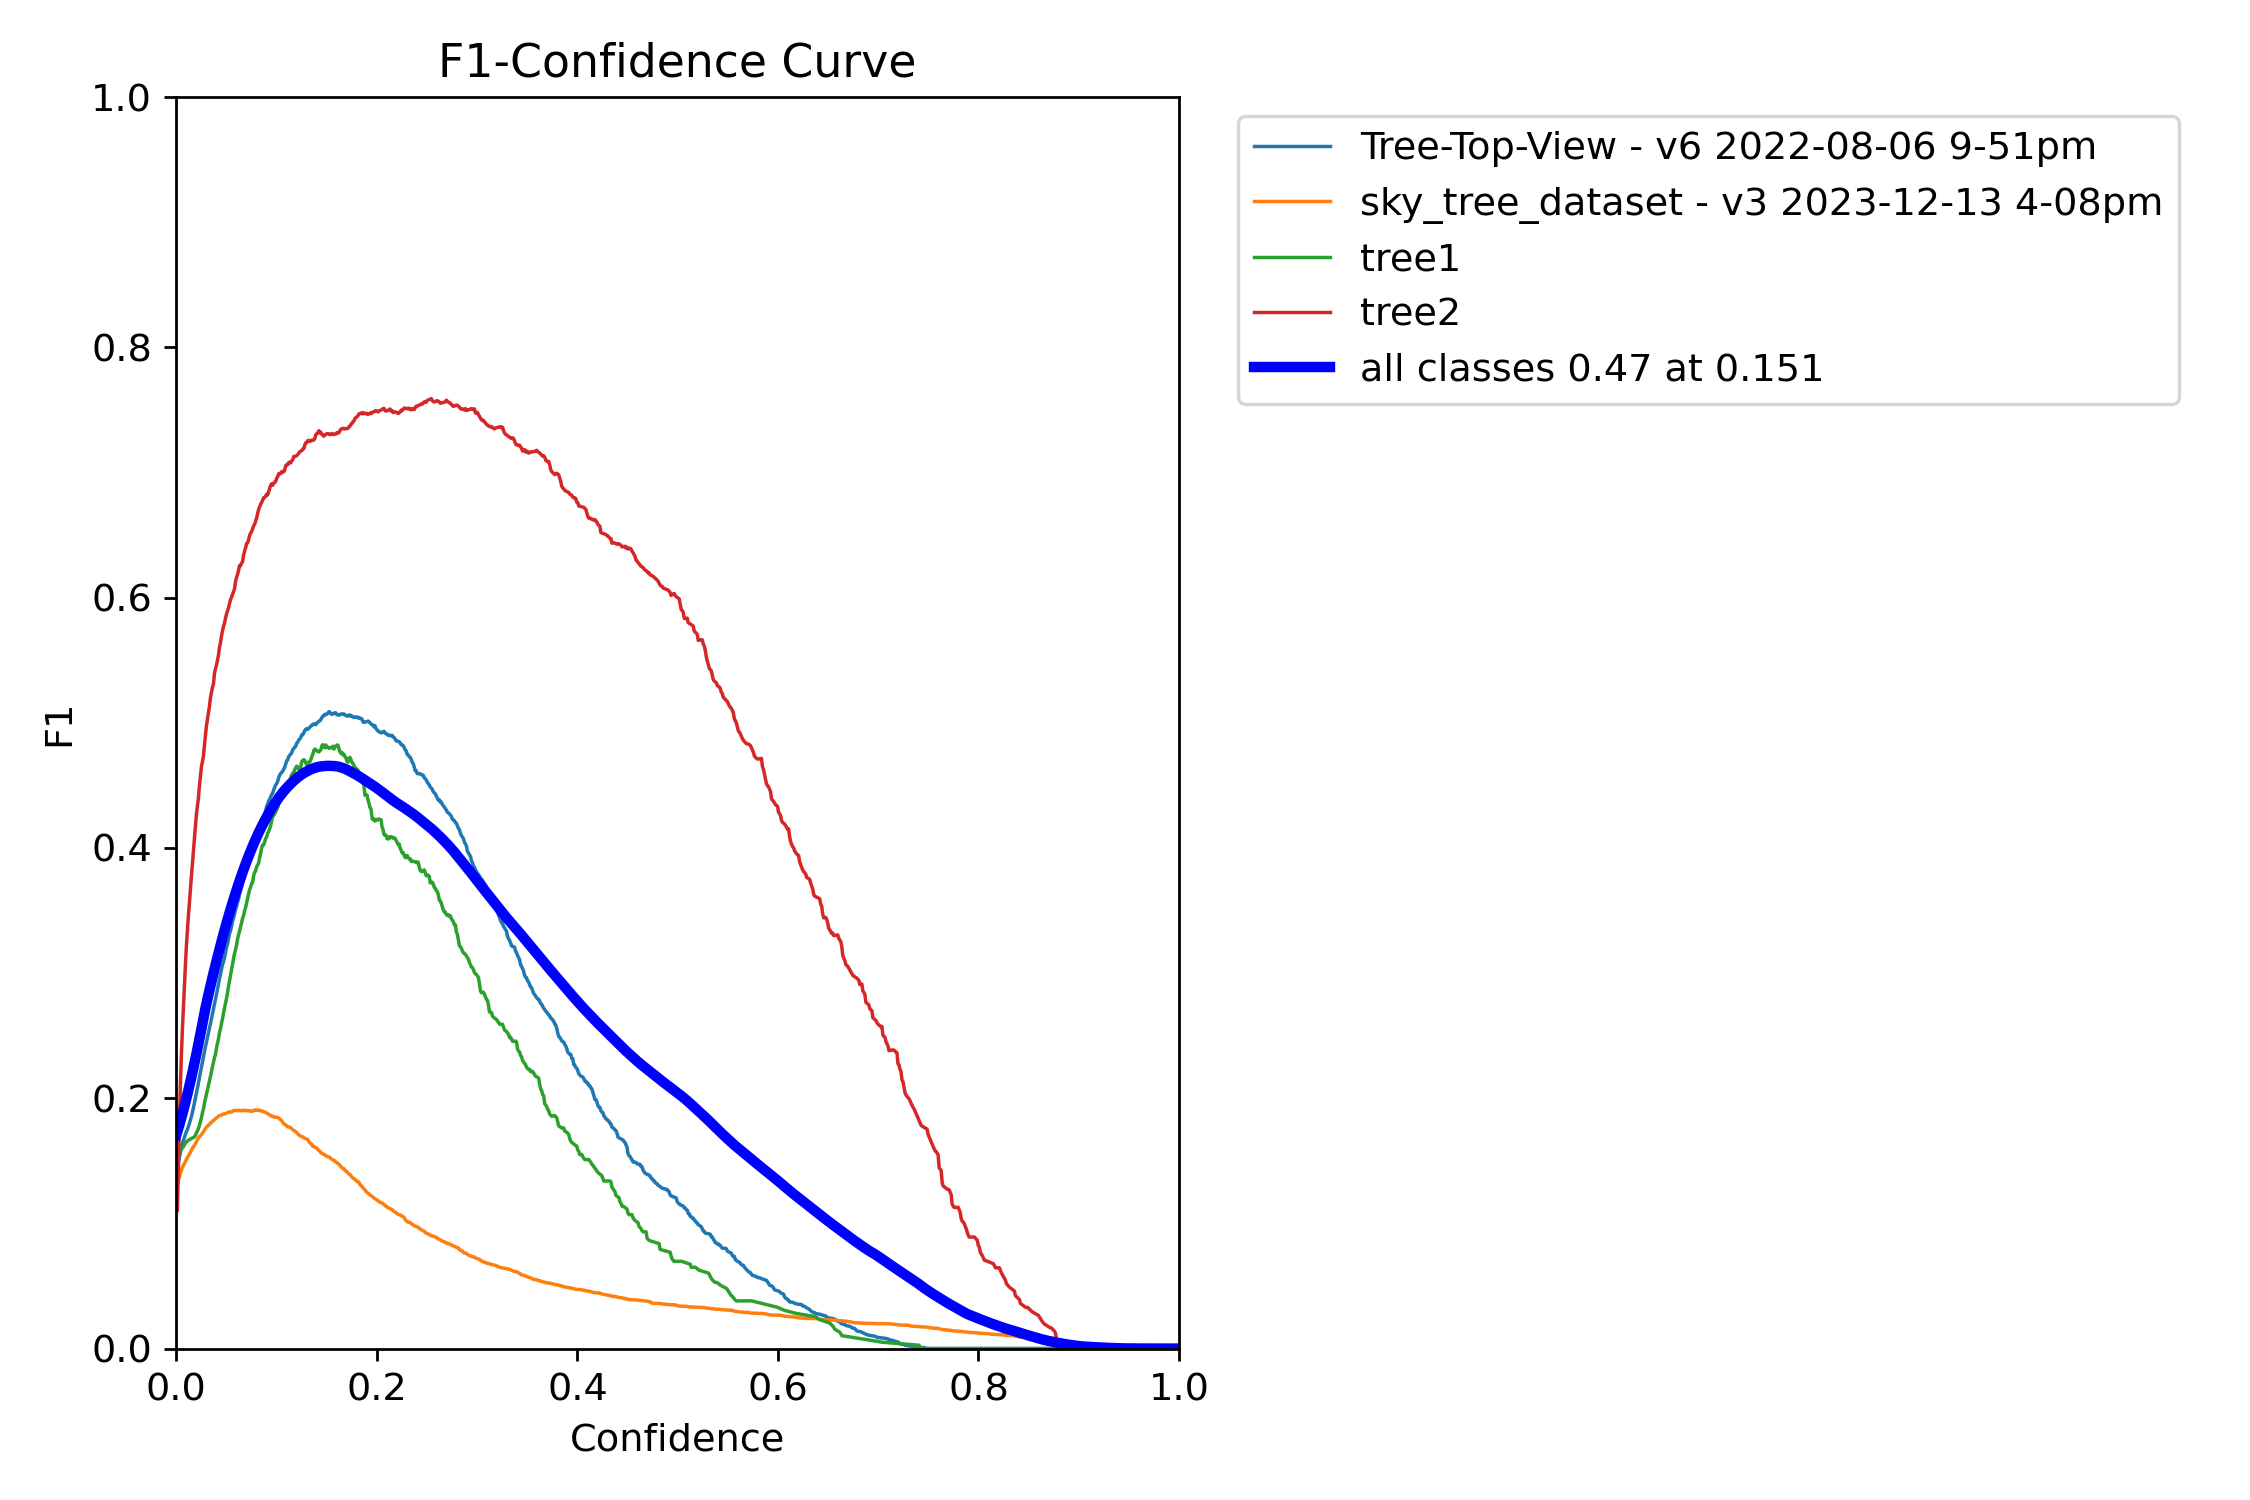 F1-Confidence Curve
1.0
0.8
0.6
0.4
0.2
0.0
F1
0.0 0.2 0.4 0.6 0.8 1.0
Confidence
Tree-Top-View - v6 2022-08-06 9-51pm
sky_tree_dataset - v3 2023-12-13 4-08pm
tree1
tree2
all classes 0.47 at 0.151